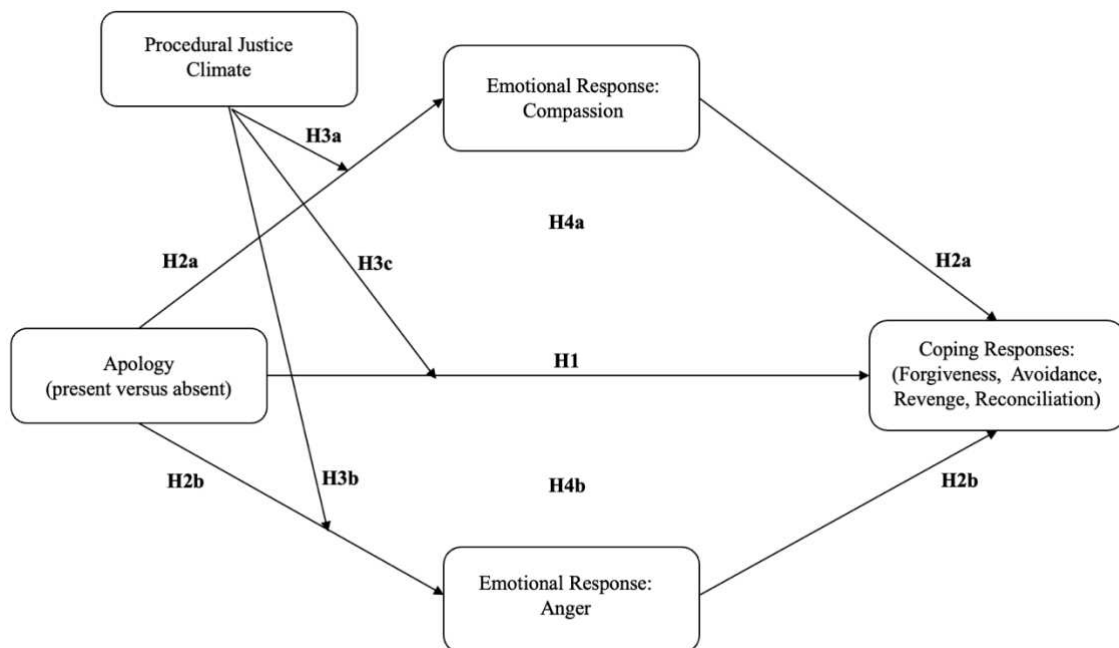 Procedural Justice
Climate
Emotional Response:
Compassion
H3a
H4a
H2a
H3c
H2a
Apology
(present versus absent)
H1
Coping Responses:
(Forgiveness, Avoidance,
Revenge, Reconciliation)
H2b
H3b
H4b
H2b
Emotional Response:
Anger